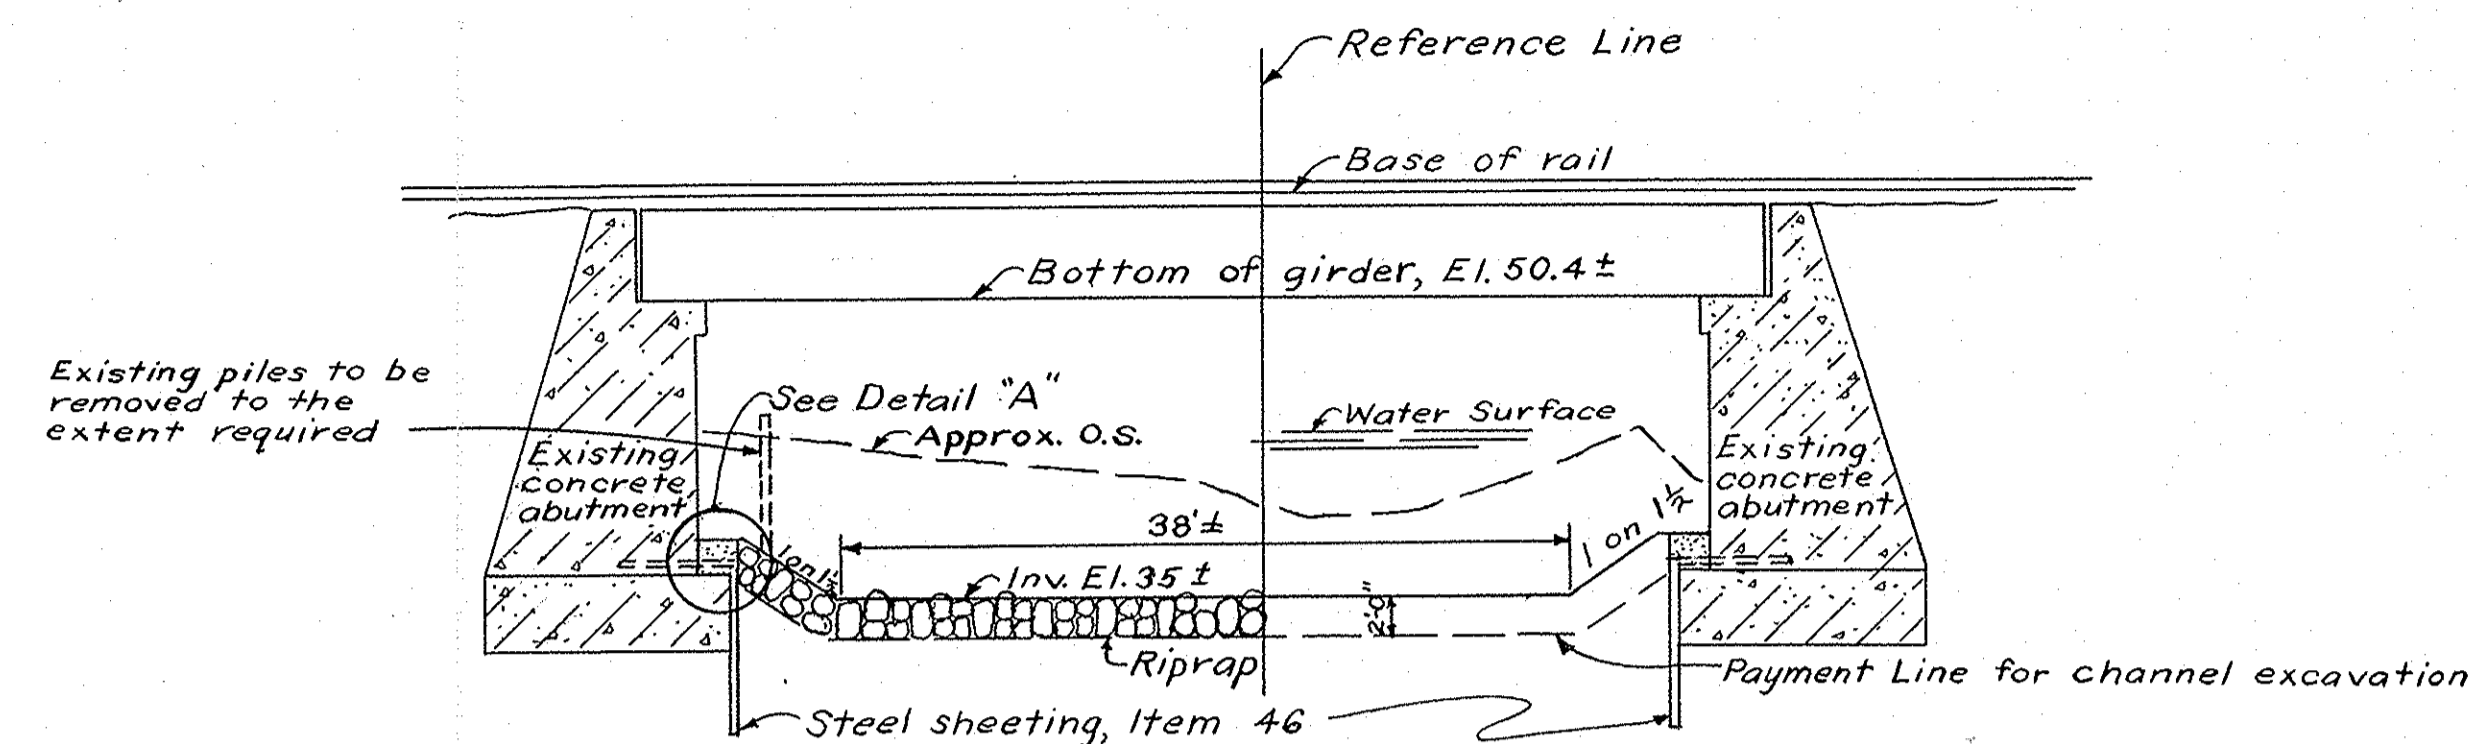 Reference Line
Base of rail
Bottom of girder, El. 50.4 ±
Existing piles to be
removed to the
extent required
See Detail "A"
Approx. O.S.
Water Surface
Existing
concrete
abutment
Existing
concrete
abutment
38'±
1 on 1½
1 on 1½
Inv. El. 35 ±
2'0"
Riprap
Payment Line for channel excavation
Steel sheeting, Item 46